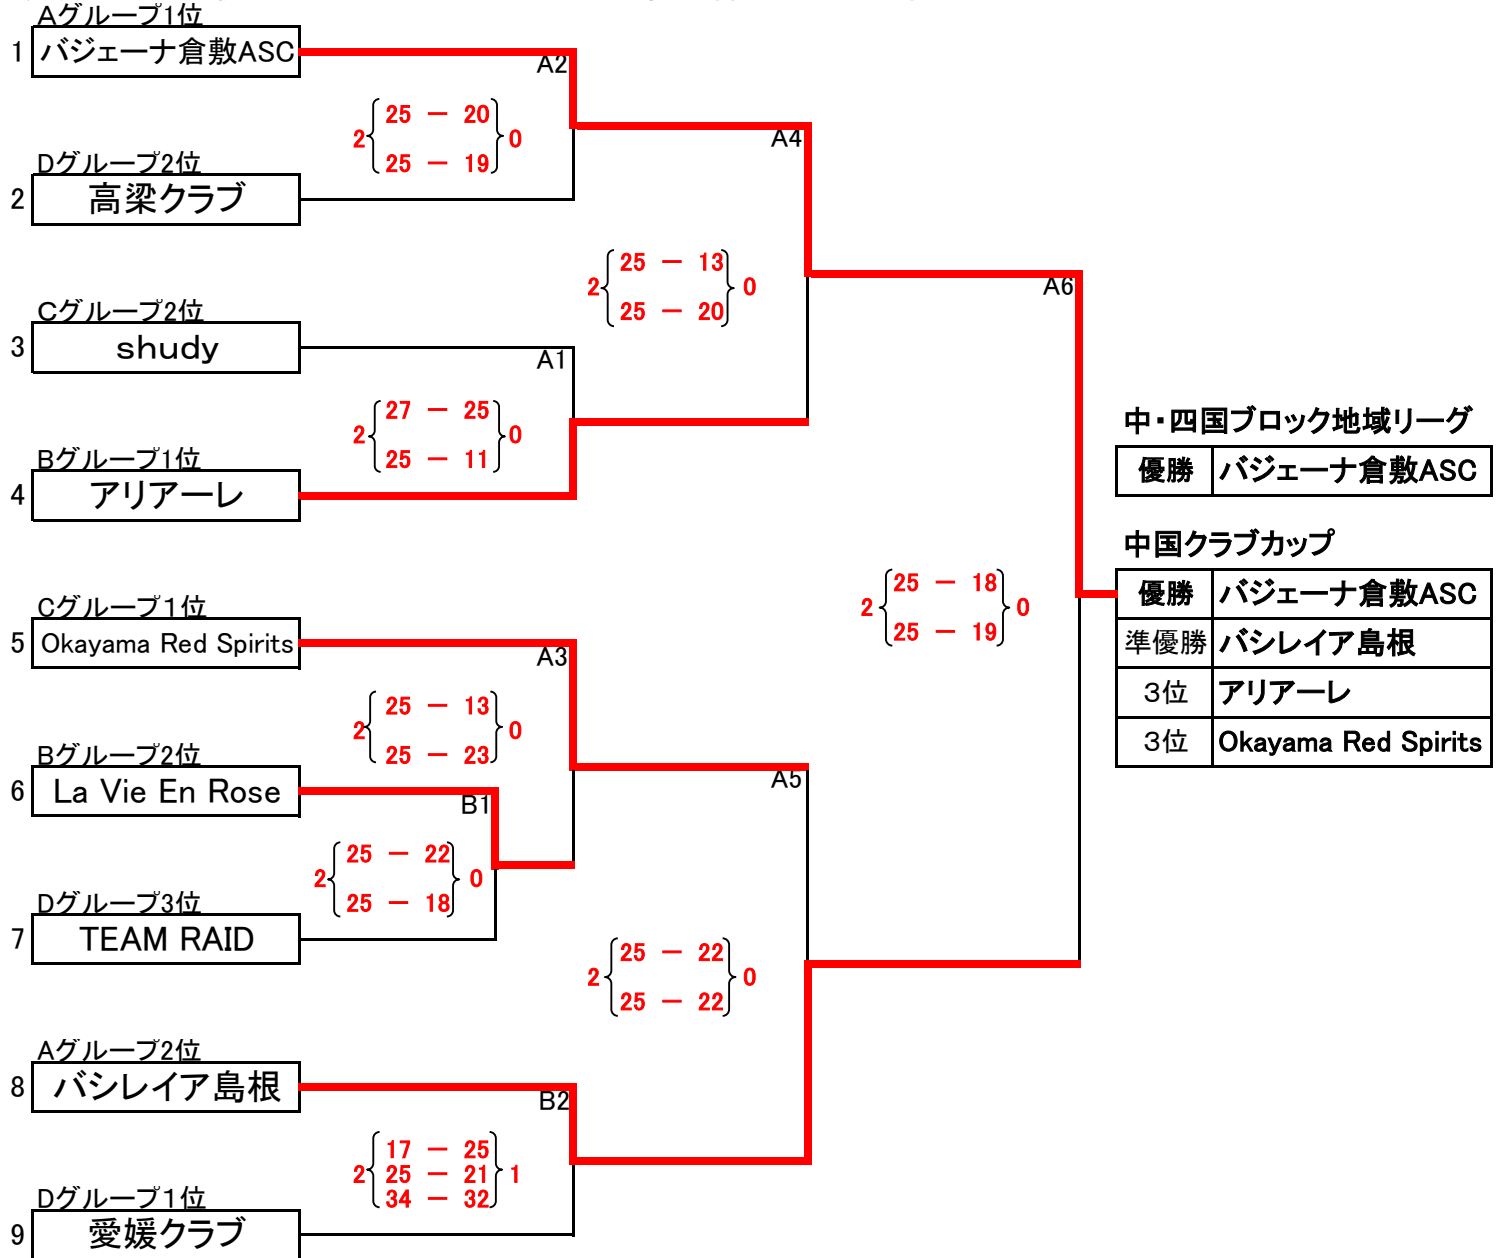 Aグループ1位
1 バジェーナ倉敷ASC
A2
25 － 20
2 0
25 － 19
A4
Dグループ2位
2 高梁クラブ
25 － 13
2 0
25 － 20
A6
Cグループ2位
3 shudy
A1
27 － 25
2 0
25 － 11
Bグループ1位
4 アリアーレ
中・四国ブロック地域リーグ
優勝 バジェーナ倉敷ASC
中国クラブカップ
優勝 バジェーナ倉敷ASC
準優勝 バシレイア島根
3位 アリアーレ
3位 Okayama Red Spirits
25 － 18
2 0
25 － 19
Cグループ1位
5 Okayama Red Spirits
A3
25 － 13
2 0
25 － 23
A5
Bグループ2位
6 La Vie En Rose
B1
25 － 22
2 0
25 － 18
Dグループ3位
7 TEAM RAID
25 － 22
2 0
25 － 22
Aグループ2位
8 バシレイア島根
B2
17 － 25
2 25 － 21 1
34 － 32
Dグループ1位
9 愛媛クラブ